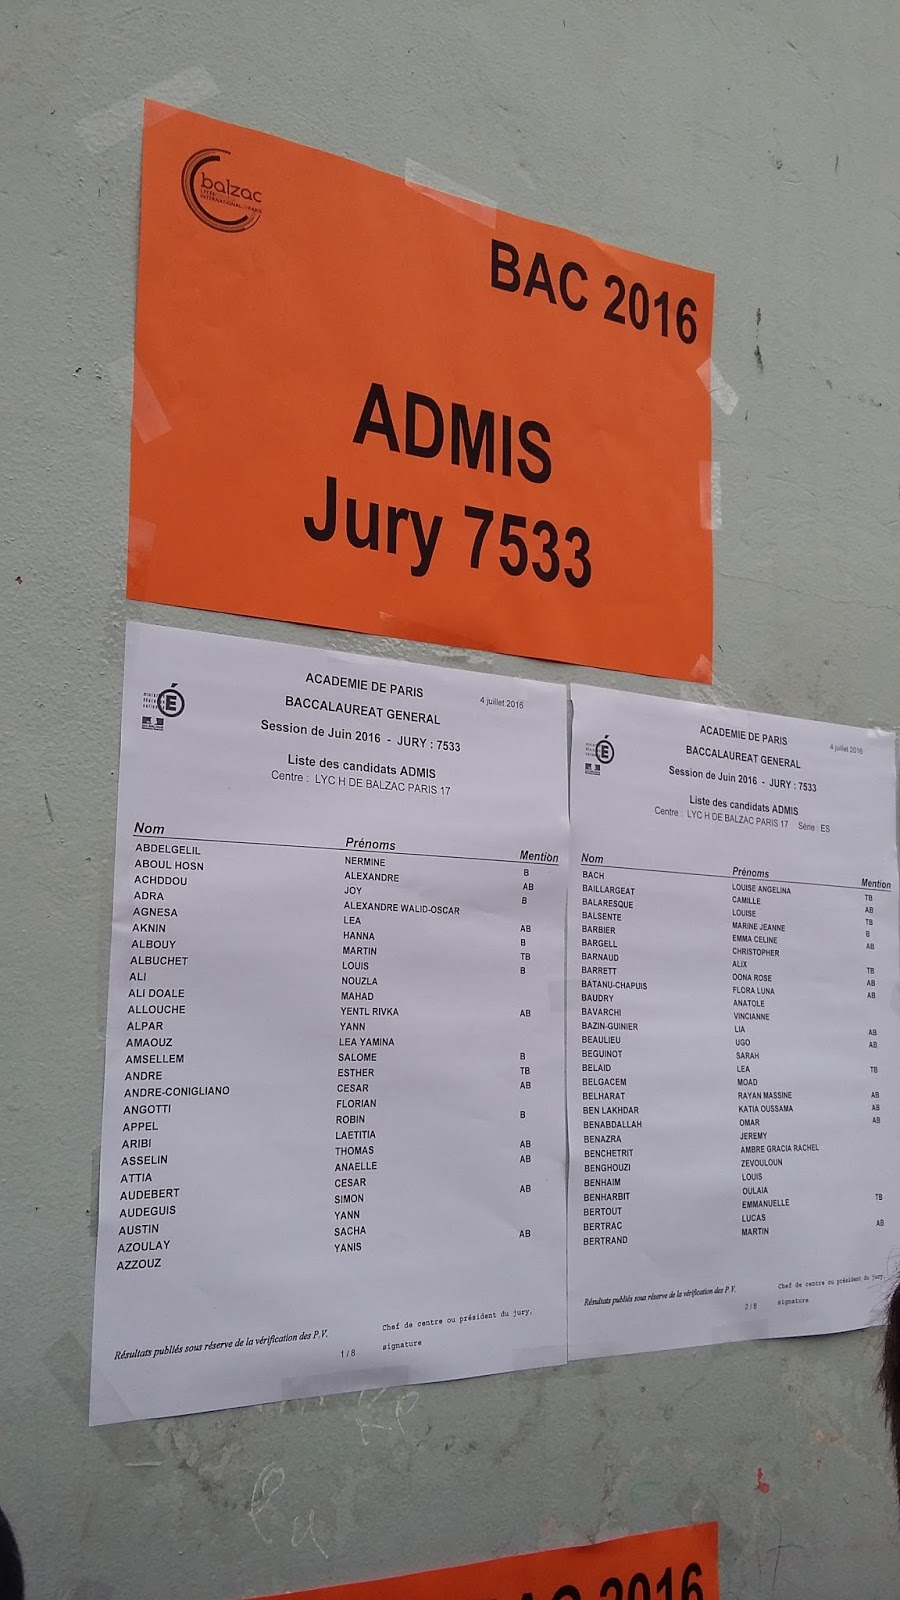 balzac
LYCÉE
INTERNATIONAL DE PARIS
BAC 2016
ADMIS
Jury 7533
ACADEMIE DE PARIS
4 juillet 2016
BACCALAUREAT GENERAL
Session de Juin 2016 - JURY : 7533
Liste des candidats ADMIS
Centre : LYC H DE BALZAC PARIS 17
Nom Prénoms Mention
ABDELGELIL NERMINE B
ABOUL HOSN ALEXANDRE AB
ACHDDOU JOY B
ADRA ALEXANDRE WALID-OSCAR
AGNESA LEA AB
AKNIN HANNA B
ALBOUY MARTIN TB
ALBUCHET LOUIS B
ALI NOUZLA
ALI DOALE MAHAD
ALLOUCHE YENTL RIVKA AB
ALPAR YANN
AMAOUZ LEA YAMINA
AMSELLEM SALOME B
ANDRE ESTHER TB
ANDRE-CONIGLIANO CESAR AB
ANGOTTI FLORIAN
APPEL ROBIN B
ARIBI LAETITIA
ASSELIN THOMAS AB
ATTIA ANAELLE AB
AUDEBERT CESAR
AUDEGUIS SIMON AB
AUSTIN YANN
AZOULAY SACHA
AZZOUZ YANIS AB
Résultats publiés sous réserve de la vérification des P.V.
1 / 8
Chef de centre ou président du jury,
signature
ACADEMIE DE PARIS
4 juillet 2016
BACCALAUREAT GENERAL
Session de Juin 2016 - JURY : 7533
Liste des candidats ADMIS
Centre : LYC H DE BALZAC PARIS 17 Série : ES
Nom Prénoms Mention
BACH LOUISE ANGELINA TB
BAILLARGEAT CAMILLE AB
BALARESQUE LOUISE TB
BALSENTE MARINE JEANNE B
BARBIER EMMA CELINE AB
BARGELL CHRISTOPHER
BARNAUD ALIX TB
BARRETT OONA ROSE AB
BATANU-CHAPUIS FLORA LUNA AB
BAUDRY ANATOLE
BAVARCHI VINCIANNE
BAZIN-GUINIER LIA AB
BEAULIEU UGO AB
BEGUINOT SARAH
BELAID LEA TB
BELGACEM MOAD
BELHARAT RAYAN MASSINE AB
BEN LAKHDAR KATIA OUSSAMA AB
BENABDALLAH OMAR AB
BENAZRA JEREMY
BENCHETRIT AMBRE GRACIA RACHEL
BENGHOUZI ZEVOULOUN
BENHAIM LOUIS
BENHARBIT OULAIA
BERTOUT EMMANUELLE TB
BERTRAC LUCAS
BERTRAND MARTIN AB
Résultats publiés sous réserve de la vérification des P.V.
2 / 8
Chef de centre ou président du jury,
signature
2016